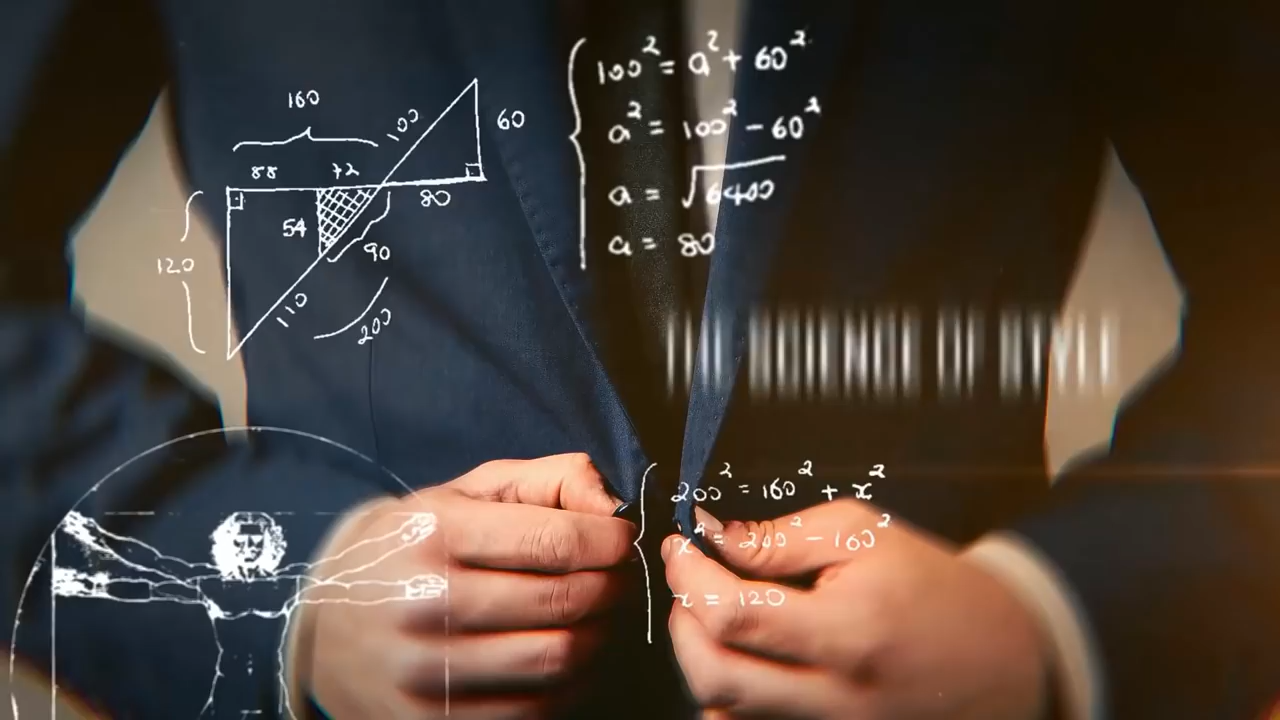 160
100
60
88 72
80
54
90
120
110
200
100² = a² + 60²
a² = 100² - 60²
a = √6400
a = 80
200² = 160² + x²
x² = 200² - 160²
x = 120